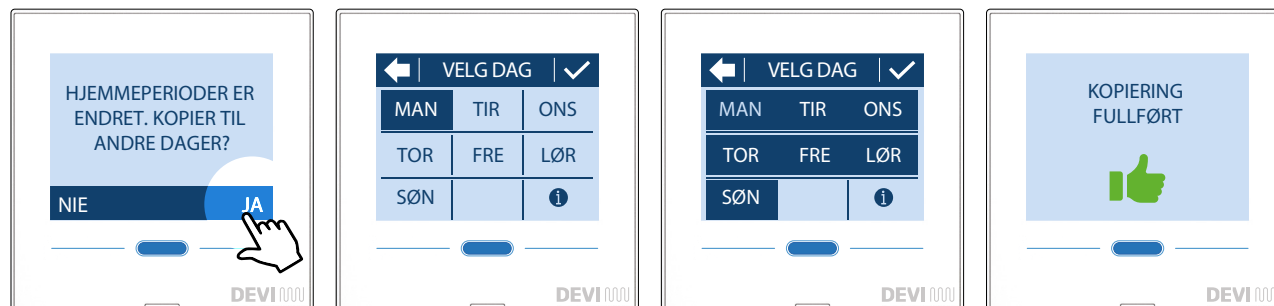 HJEMMEPERIODER ER
ENDRET. KOPIER TIL
ANDRE DAGER?
NIE JA
DEVI
VELG DAG
MAN TIR ONS
TOR FRE LØR
SØN i
DEVI
VELG DAG
MAN TIR ONS
TOR FRE LØR
SØN i
DEVI
KOPIERING
FULLFØRT
DEVI